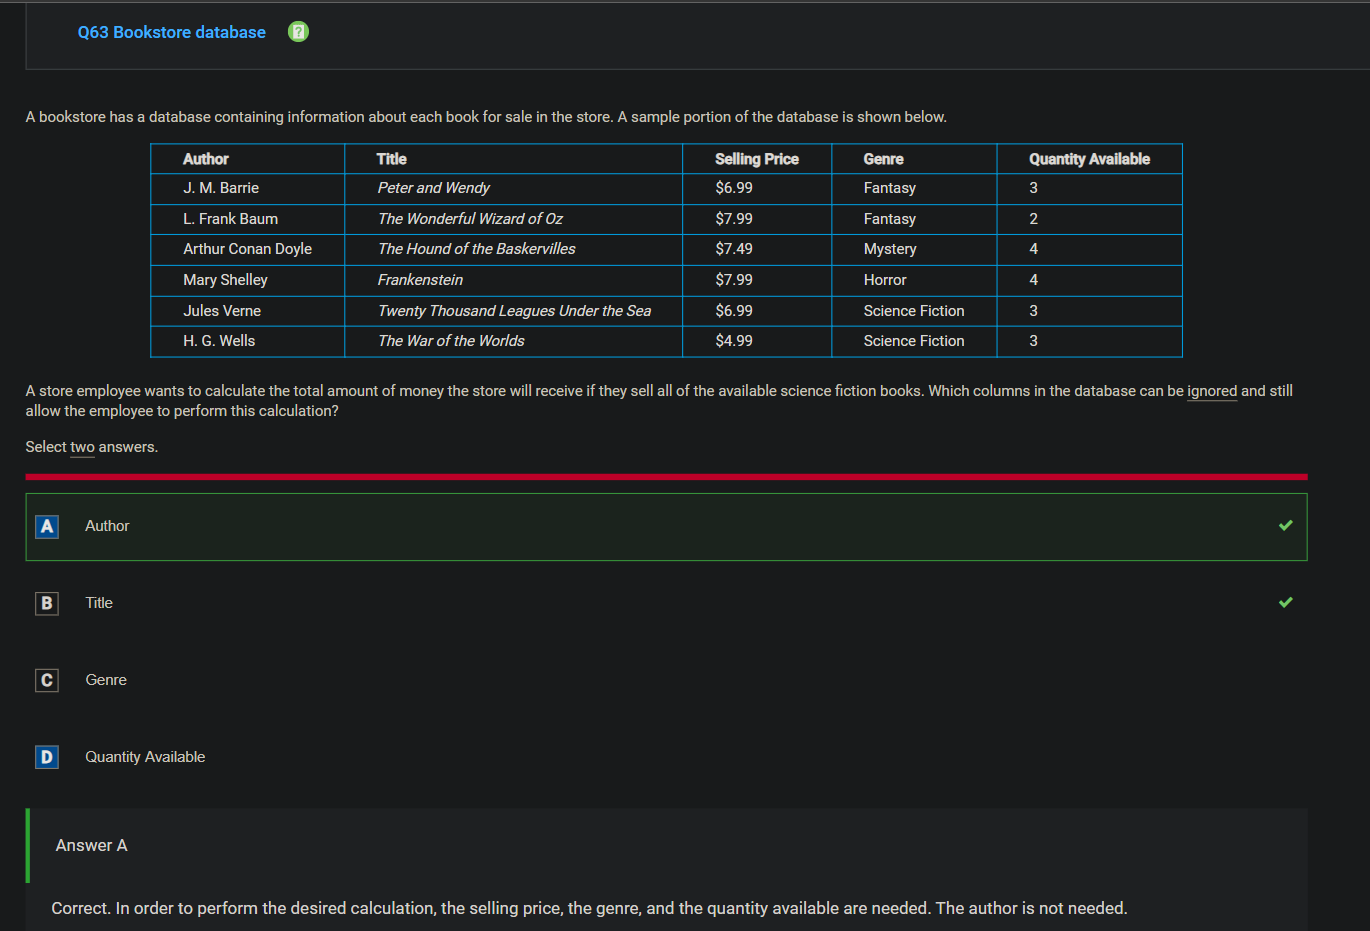 Q63 Bookstore database
A bookstore has a database containing information about each book for sale in the store. A sample portion of the database is shown below.
Author Title Selling Price Genre Quantity Available
J. M. Barrie Peter and Wendy $6.99 Fantasy 3
L. Frank Baum The Wonderful Wizard of Oz $7.99 Fantasy 2
Arthur Conan Doyle The Hound of the Baskervilles $7.49 Mystery 4
Mary Shelley Frankenstein $7.99 Horror 4
Jules Verne Twenty Thousand Leagues Under the Sea $6.99 Science Fiction 3
H. G. Wells The War of the Worlds $4.99 Science Fiction 3
A store employee wants to calculate the total amount of money the store will receive if they sell all of the available science fiction books. Which columns in the database can be ignored and still
allow the employee to perform this calculation?
Select two answers.
A Author
B Title
C Genre
D Quantity Available
Answer A
Correct. In order to perform the desired calculation, the selling price, the genre, and the quantity available are needed. The author is not needed.